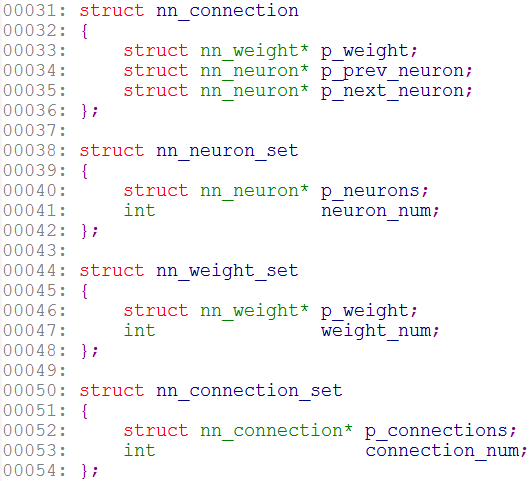 00031: struct nn_connection
00032: {
00033:     struct nn_weight* p_weight;
00034:     struct nn_neuron* p_prev_neuron;
00035:     struct nn_neuron* p_next_neuron;
00036: };
00037:
00038: struct nn_neuron_set
00039: {
00040:     struct nn_neuron* p_neurons;
00041:     int               neuron_num;
00042: };
00043:
00044: struct nn_weight_set
00045: {
00046:     struct nn_weight* p_weight;
00047:     int               weight_num;
00048: };
00049:
00050: struct nn_connection_set
00051: {
00052:     struct nn_connection* p_connections;
00053:     int                   connection_num;
00054: };